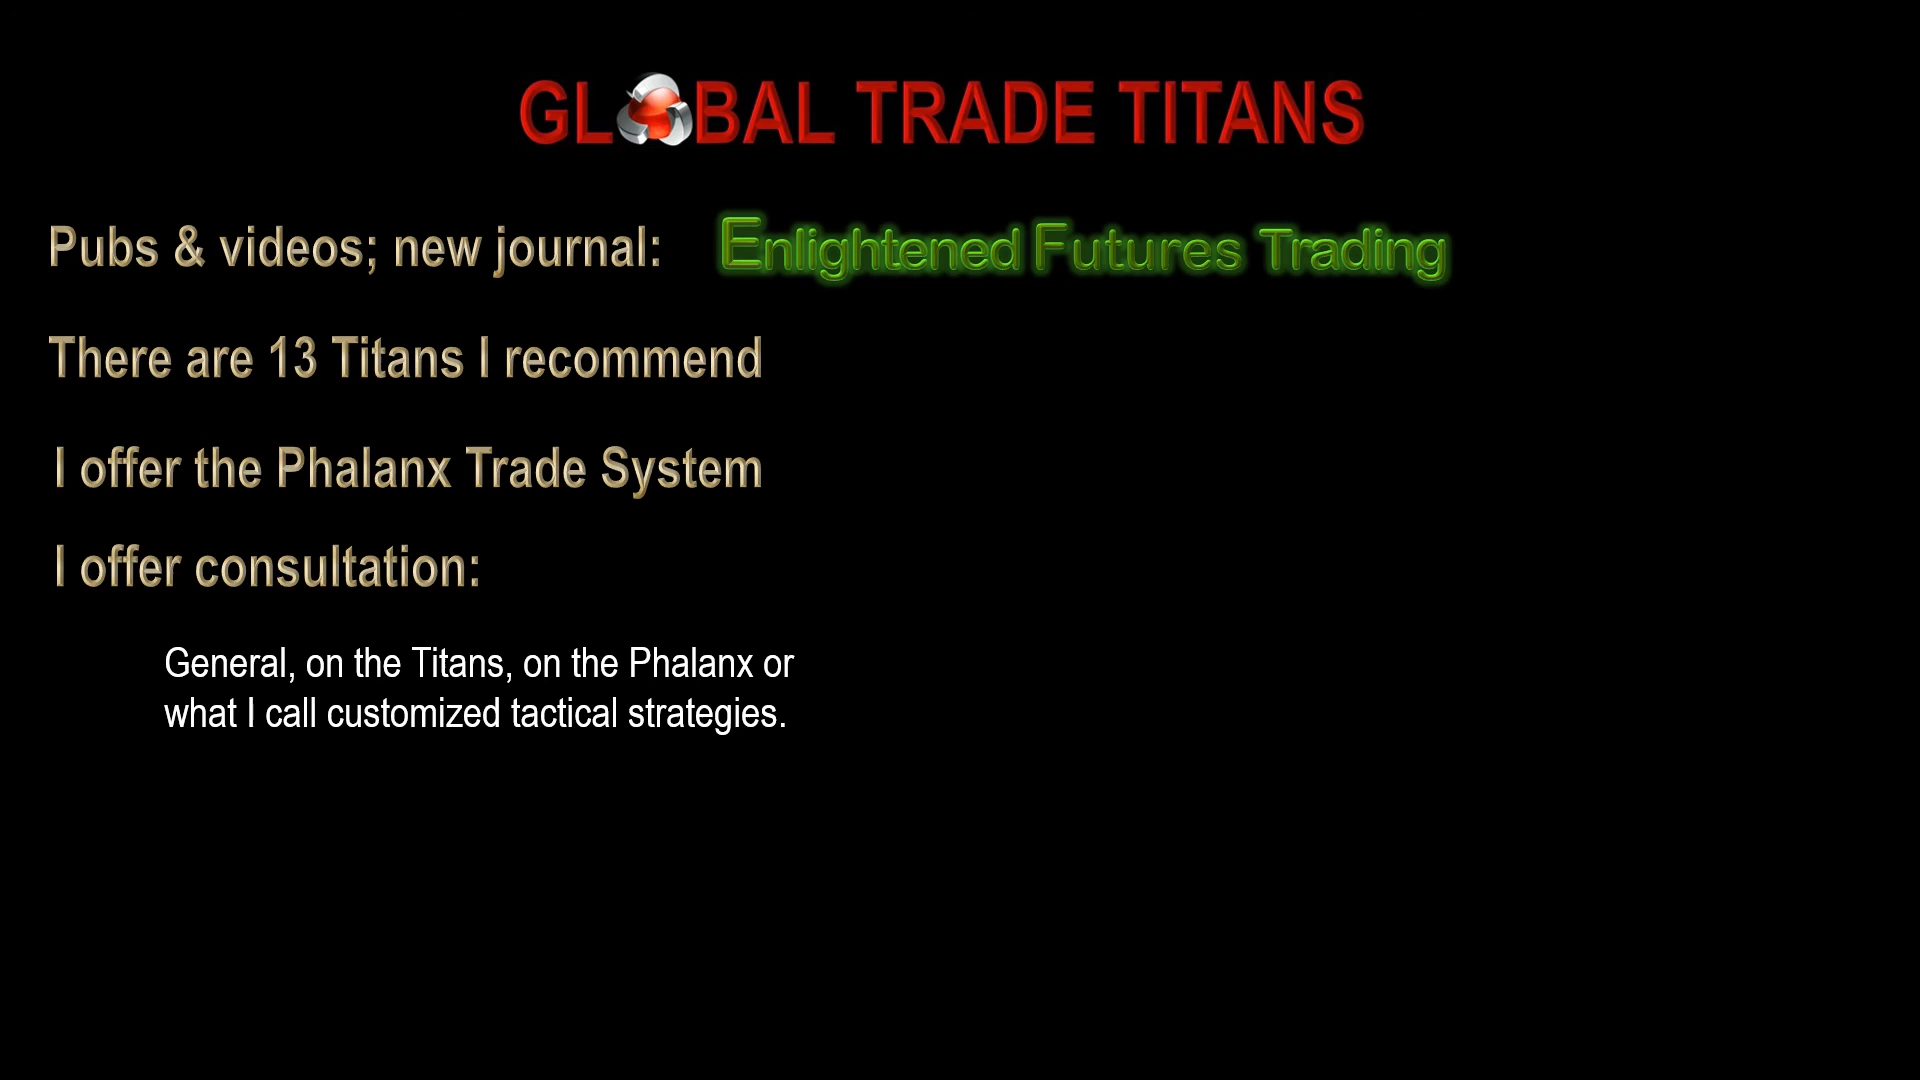 GLOBAL TRADE TITANS
Pubs & videos; new journal: Enlightened Futures Trading
There are 13 Titans I recommend
I offer the Phalanx Trade System
I offer consultation:
General, on the Titans, on the Phalanx or
what I call customized tactical strategies.